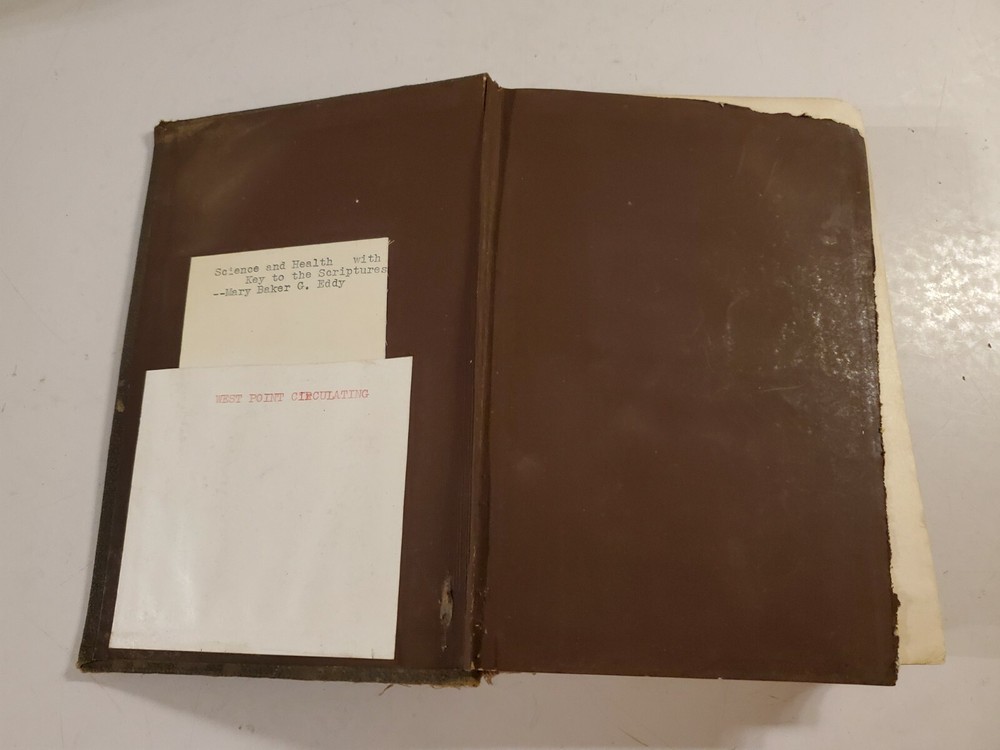 Science and Health with
Key to the Scriptures
--Mary Baker G. Eddy
WEST POINT CIRCULATING